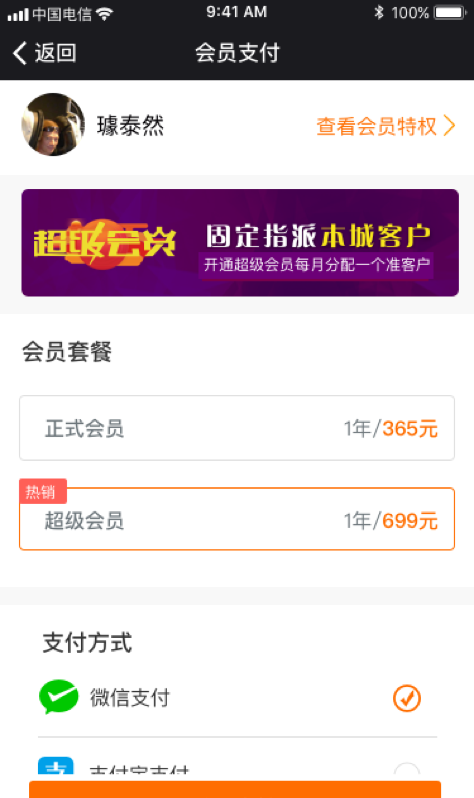 中国电信
9:41 AM
100%
返回
会员支付
璩泰然
查看会员特权
超级会员
固定指派本城客户
开通超级会员每月分配一个准客户
会员套餐
正式会员
1年/365元
热销
超级会员
1年/699元
支付方式
微信支付
支
支付宝支付